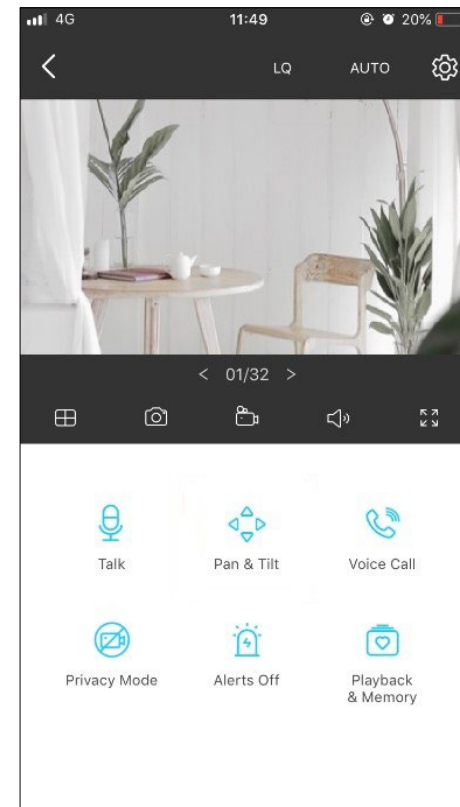 4G 11:49 20%
LQ AUTO
< 01/32 >
Talk Pan & Tilt Voice Call
Privacy Mode Alerts Off Playback
& Memory